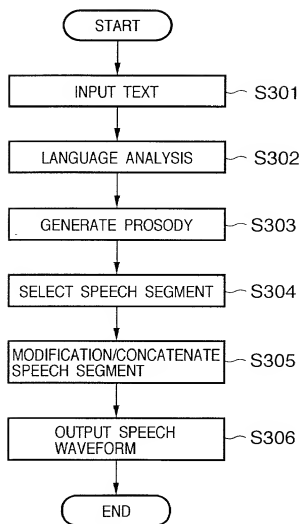 START
INPUT TEXT S301
LANGUAGE ANALYSIS S302
GENERATE PROSODY S303
SELECT SPEECH SEGMENT S304
MODIFICATION/CONCATENATE
SPEECH SEGMENT S305
OUTPUT SPEECH
WAVEFORM S306
END